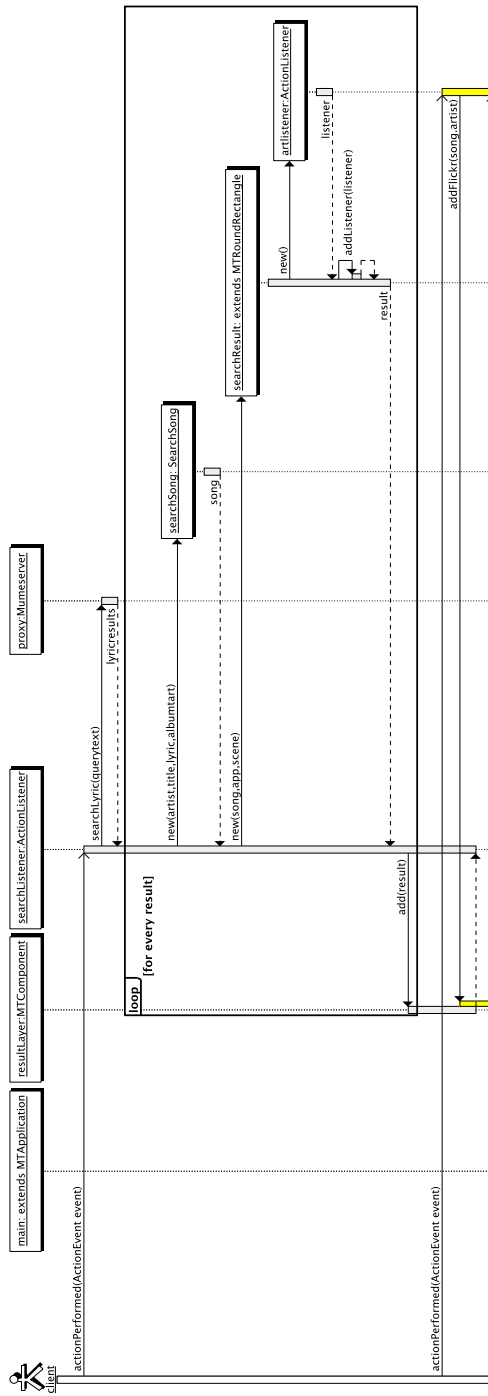 client
main: extends MTApplication
resultLayer:MTComponent
searchListener:ActionListener
proxy:Mumeserver
actionPerformed(ActionEvent event)
searchLyric(querytext)
lyricresults
loop
[for every result]
new(artist,title,lyric,albumtart)
searchSong: SearchSong
song
new(song,app,scene)
searchResult: extends MTRoundRectangle
new()
artlistener:ActionListener
listener
addListener(listener)
result
add(result)
actionPerformed(ActionEvent event)
addFlickr(song.artist)